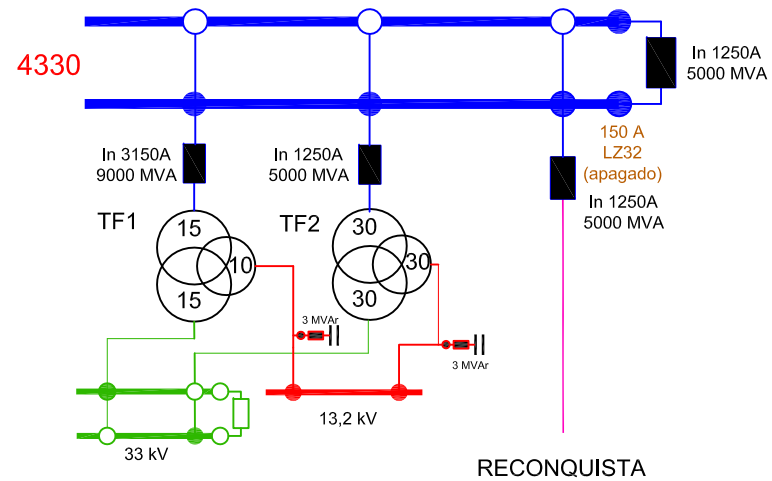 4330
In 1250A
5000 MVA
In 3150A
9000 MVA
In 1250A
5000 MVA
150 A
LZ32
(apagado)
In 1250A
5000 MVA
TF1
15
10
15
TF2
30
30
30
3 MVAr
3 MVAr
13,2 kV
33 kV
RECONQUISTA